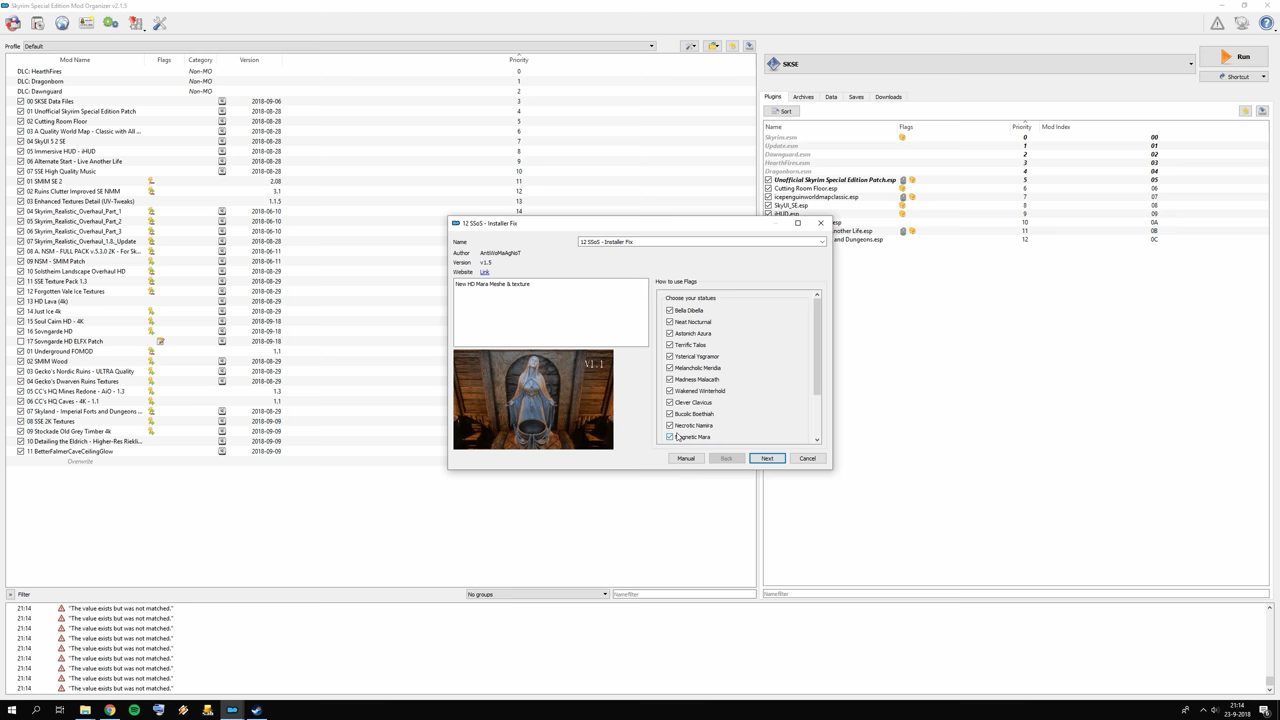 Skyrim Special Edition Mod Organizer v2.1.5
Profile Default
Mod Name Flags Category Version Priority
DLC: HearthFires Non-MO 0
DLC: Dragonborn Non-MO 1
DLC: Dawnguard Non-MO 2
00 SKSE Data Files 2018-09-06 3
01 Unofficial Skyrim Special Edition Patch 2018-08-28 4
02 Cutting Room Floor 2018-08-28 5
03 A Quality World Map - Classic with All ... 2018-08-28 6
04 SkyUI 5 2 SE 2018-08-28 7
05 Immersive HUD - iHUD 2018-08-28 8
06 Alternate Start - Live Another Life 2018-08-28 9
07 SSE High Quality Music 2018-08-28 10
01 SMIM SE 2 2.08 11
02 Ruins Clutter Improved SE NMM 3.1 12
03 Enhanced Textures Detail (UV-Tweaks) 1.1.5 13
04 Skyrim_Realistic_Overhaul_Part_1 2018-06-10 14
05 Skyrim_Realistic_Overhaul_Part_2 2018-06-10
06 Skyrim_Realistic_Overhaul_Part_3 2018-06-10
07 Skyrim_Realistic_Overhaul_1.8._Update 2018-08-29
08 A. N5M - FULL PACK v.5.3.0 2K - For Sk... 2018-06-11
09 NSM - SMIM Patch 2018-06-11
10 Solstheim Landscape Overhaul HD 2018-08-29
11 SSE Texture Pack 1.3 2018-08-29
12 Forgotten Vale Ice Textures 2018-08-29
13 HD Lava (4k) 2018-08-29
14 Just Ice 4k 2018-08-29
15 Soul Cairn HD - 4K 2018-09-18
16 Sovngarde HD 2018-09-18
17 Sovngarde HD ELFX Patch 2018-09-18
01 Underground FOMOD 1.1
02 SMIM Wood 2018-08-29
03 Gecko's Nordic Ruins - ULTRA Quality 2018-08-29
04 Gecko's Dwarven Ruins Textures 2018-08-29
05 CC's HQ Mines Redone - AiO - 1.3 1.3
06 CC'S HQ Caves - 4K - 1.1 1.1
07 Skyland - Imperial Forts and Dungeons ... 2018-08-29
08 SSE 2K Textures 2018-09-09
09 Stockade Old Grey Timber 4k 2018-09-09
10 Detailing the Eldrich - Higher-Res Riekli... 2018-09-09
11 BetterFalmerCaveCeilingGlow 2018-09-09
Overwrite
« Filter No groups Namefilter
21:14 "The value exists but was not matched."
21:14 "The value exists but was not matched."
21:14 "The value exists but was not matched."
21:14 "The value exists but was not matched."
21:14 "The value exists but was not matched."
21:14 "The value exists but was not matched."
21:14 "The value exists but was not matched."
21:14 "The value exists but was not matched."
21:14 "The value exists but was not matched."
12 SSoS - Installer Fix
Name 12 SSoS - Installer Fix
Author AntiWoMeAgNoT
Version v1.5
Website Link
New HD Mara Meshe & texture
V1.1
How to use Flags
Choose your statues
Bella Dibella
Neat Nocturnal
Astonich Azura
Terrific Talos
Ysterical Ysgramor
Melancholic Meridia
Madness Malacath
Wakened Winterhold
Clever Clavicus
Bucolic Boethiah
Necrotic Namira
Mara
Manual Back Next Cancel
SKSE
Run
Shortcut
Plugins Archives Data Saves Downloads
Sort
Name Flags Priority Mod Index
Skyrim.esm 0 00
Update.esm 1 01
Dawnguard.esm 2 02
HearthFires.esm 3 03
Dragonborn.esm 4 04
Unofficial Skyrim Special Edition Patch.esp 5 05
Cutting Room Floor.esp 6 06
icepenguinworldmapclassic.esp 7 07
SkyUI_SE.esp 8 08
iHUD.esp 9 09
.esp 10 0A
other Life.esp 11 0B
and Dungeons.esp 12 0C
Namefilter
21:14
23-9-2018